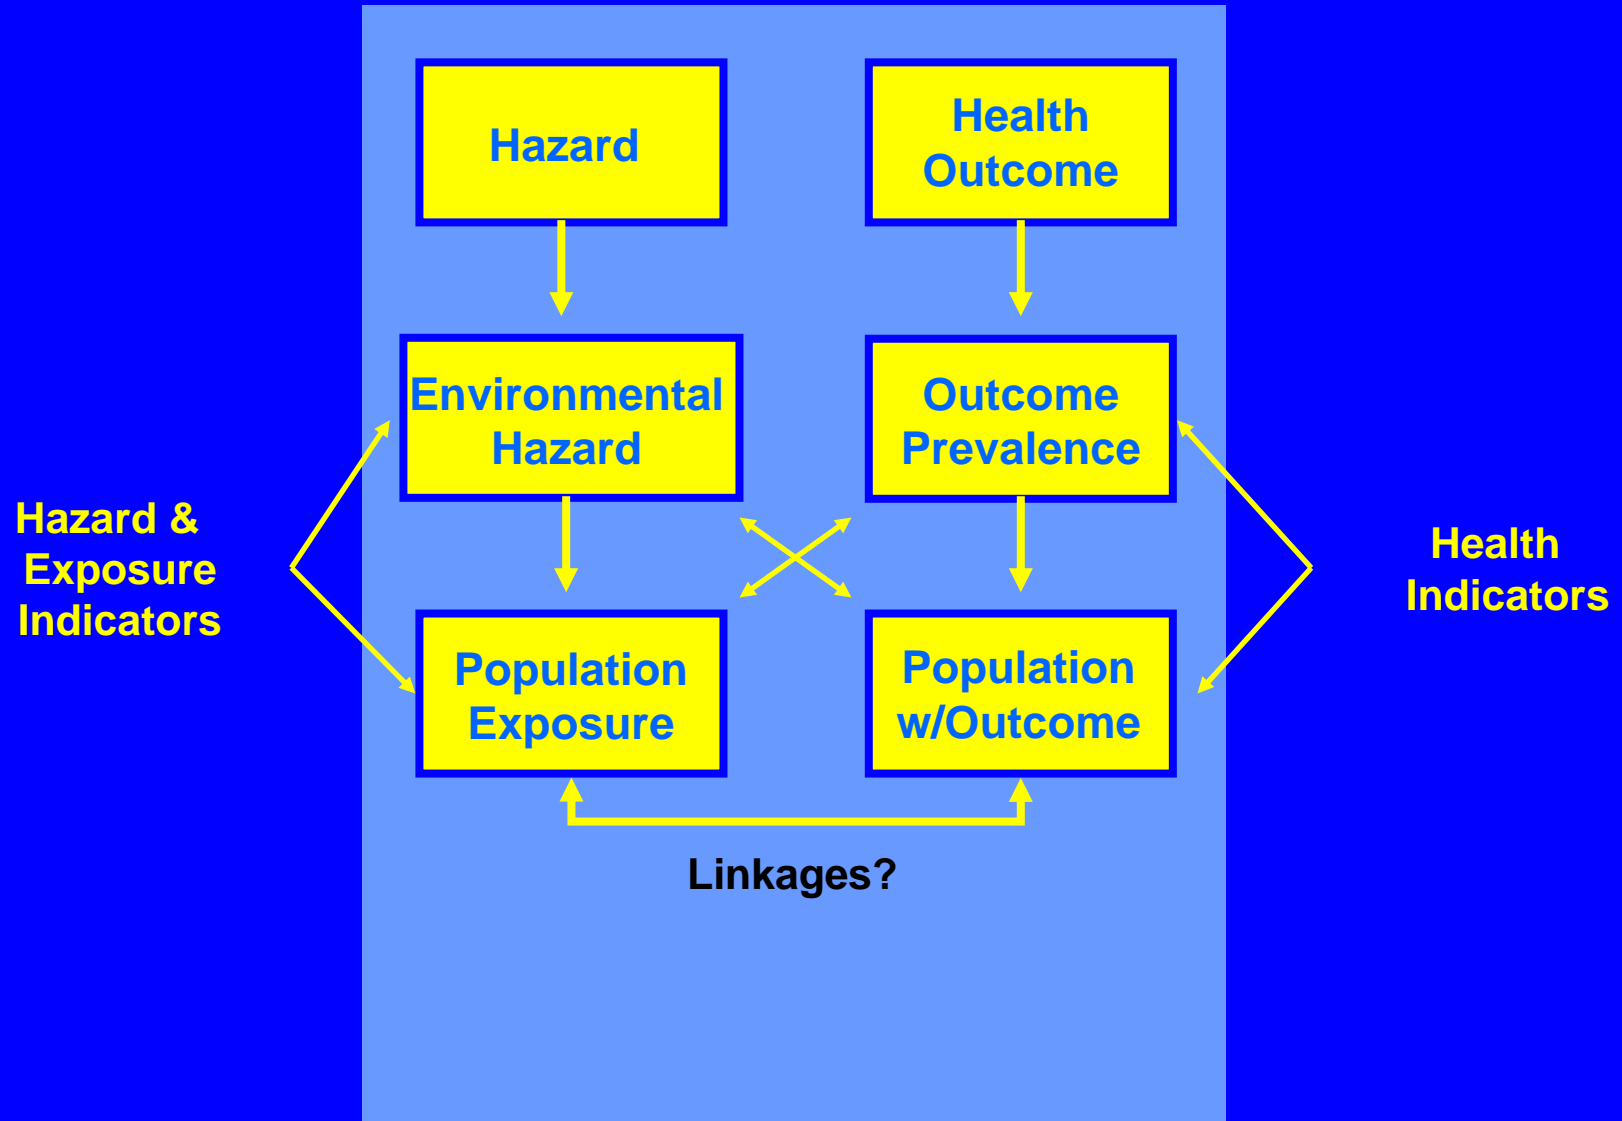 Hazard
Health
Outcome
Environmental
Hazard
Outcome
Prevalence
Hazard &
Exposure
Indicators
Health
Indicators
Population
Exposure
Population
w/Outcome
Linkages?